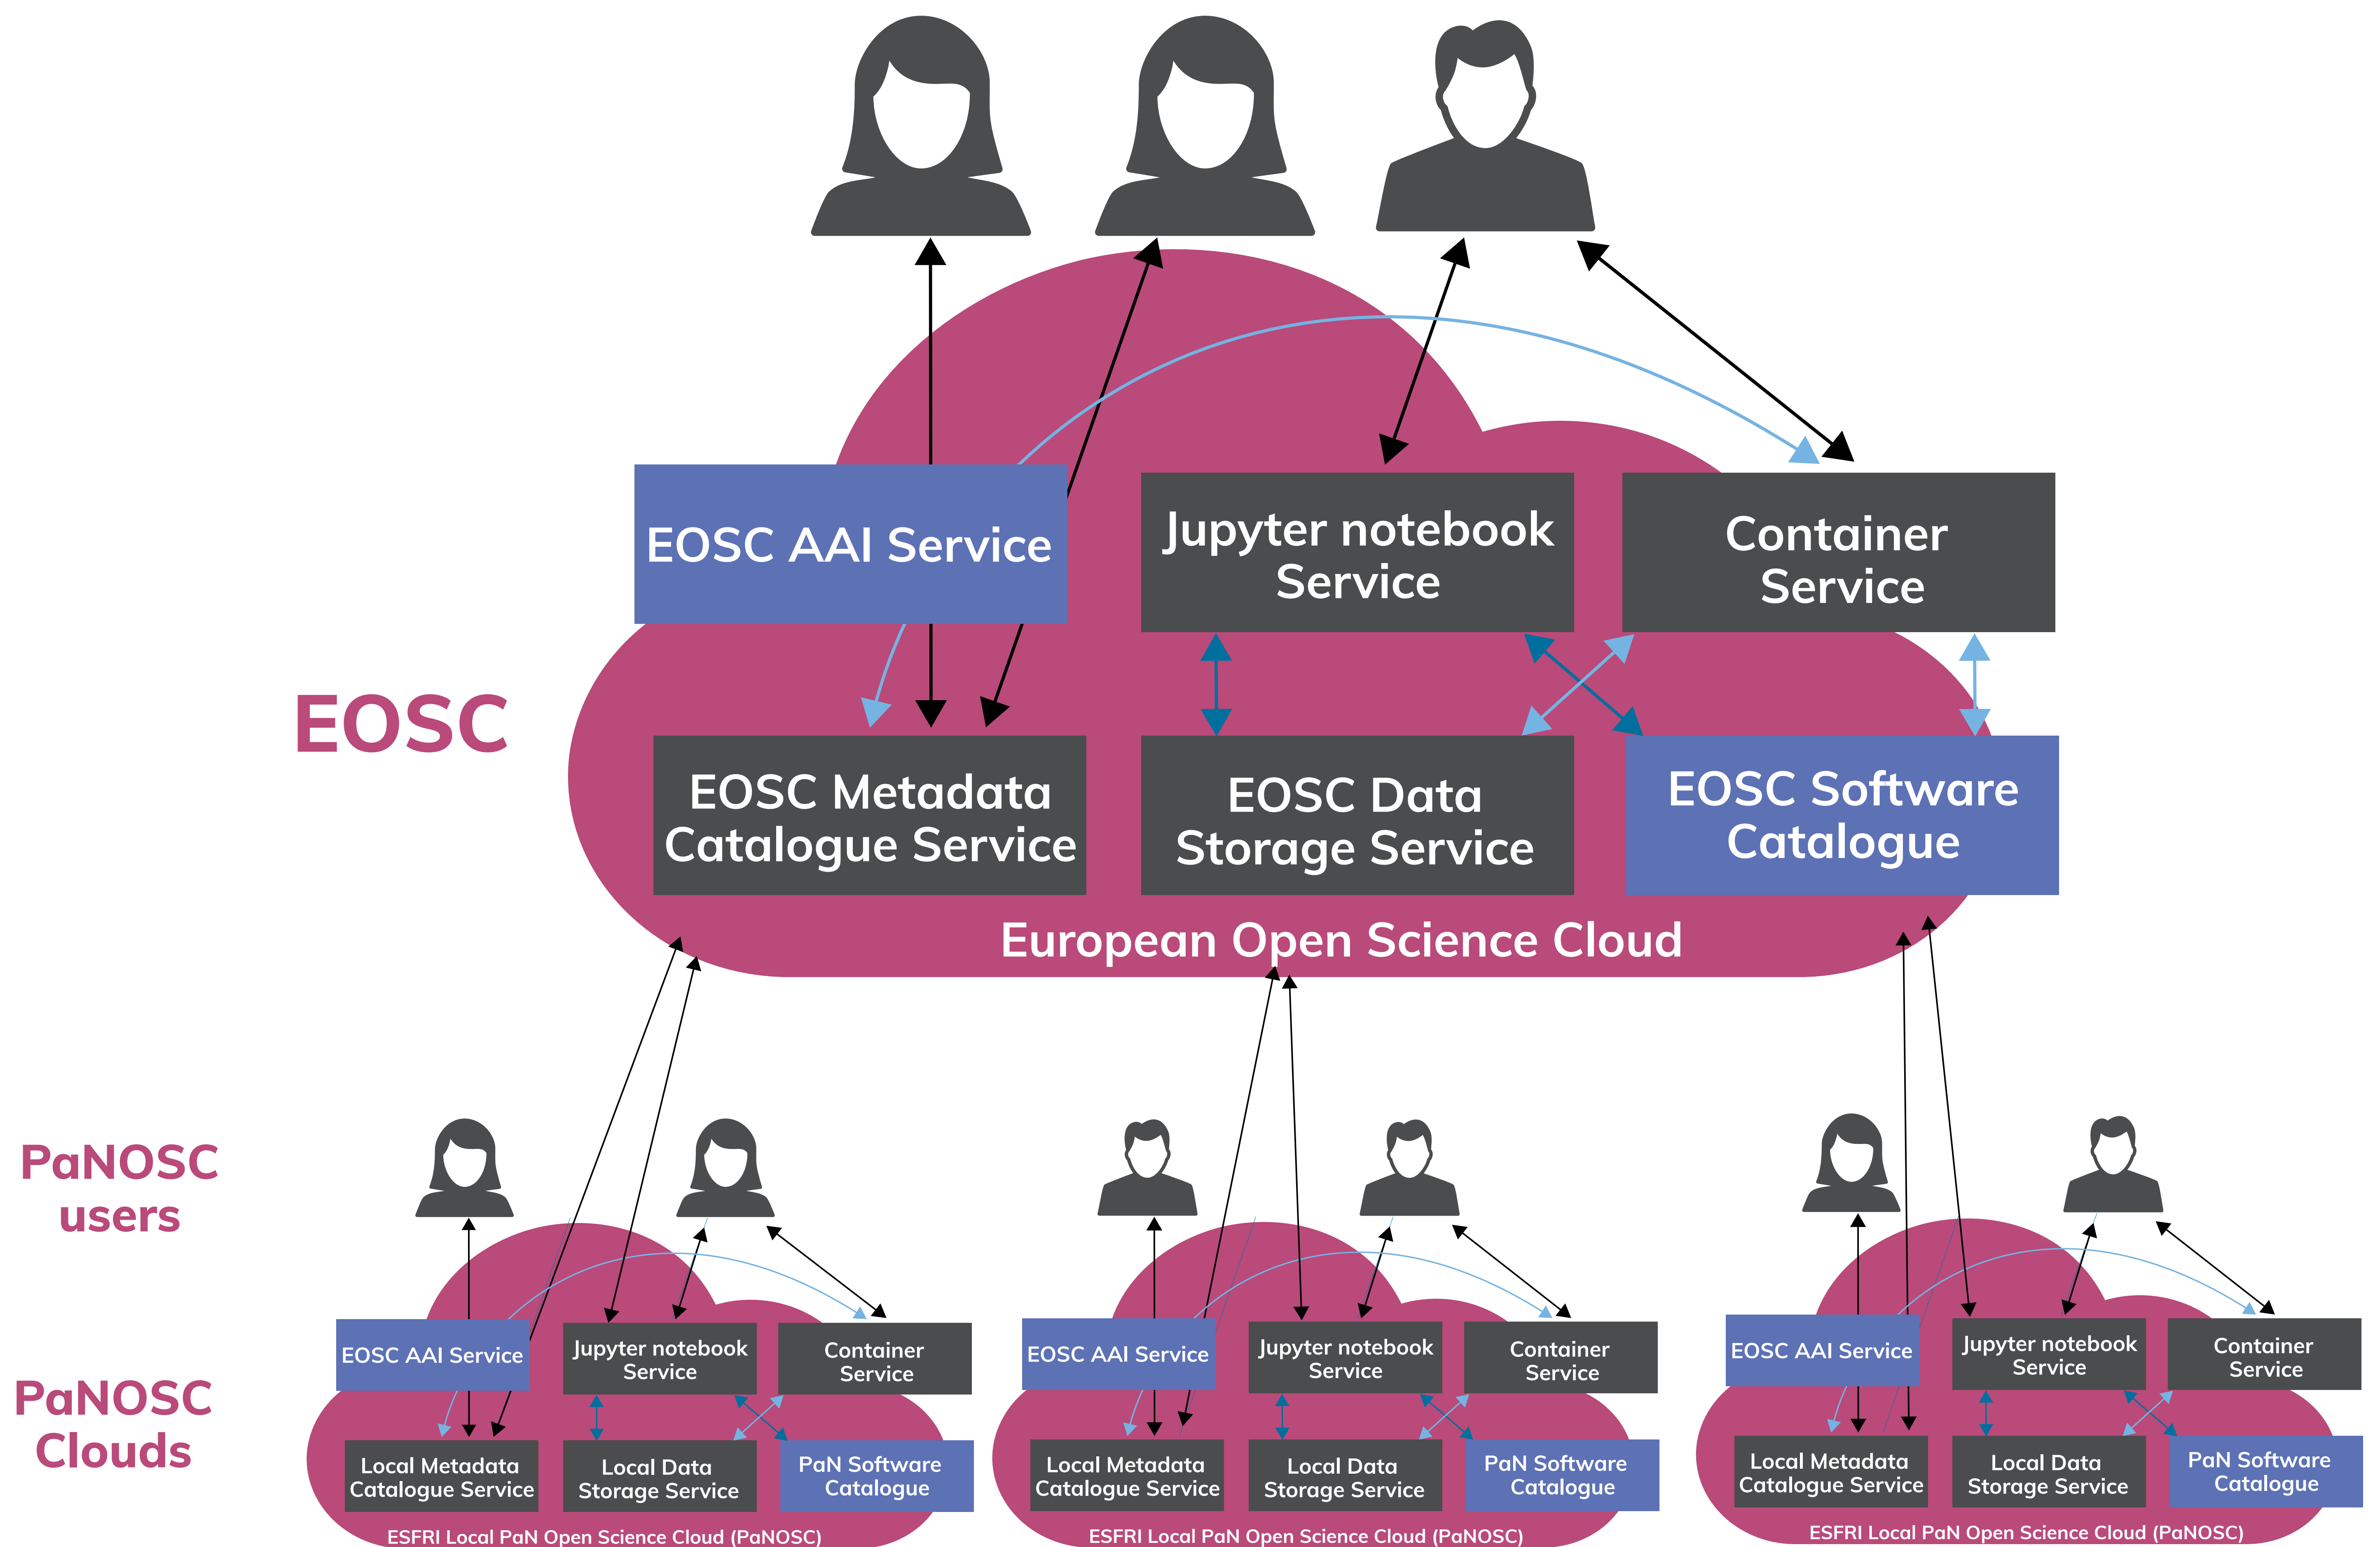 EOSC AAI Service
Jupyter notebook
Service
Container
Service
EOSC
EOSC Metadata
Catalogue Service
EOSC Data
Storage Service
EOSC Software
Catalogue
European Open Science Cloud
PaNOSC
users
PaNOSC
Clouds
EOSC AAI Service
Jupyter notebook
Service
Container
Service
Local Metadata
Catalogue Service
Local Data
Storage Service
PaN Software
Catalogue
ESFRI Local PaN Open Science Cloud (PaNOSC)
EOSC AAI Service
Jupyter notebook
Service
Container
Service
Local Metadata
Catalogue Service
Local Data
Storage Service
PaN Software
Catalogue
ESFRI Local PaN Open Science Cloud (PaNOSC)
EOSC AAI Service
Jupyter notebook
Service
Container
Service
Local Metadata
Catalogue Service
Local Data
Storage Service
PaN Software
Catalogue
ESFRI Local PaN Open Science Cloud (PaNOSC)